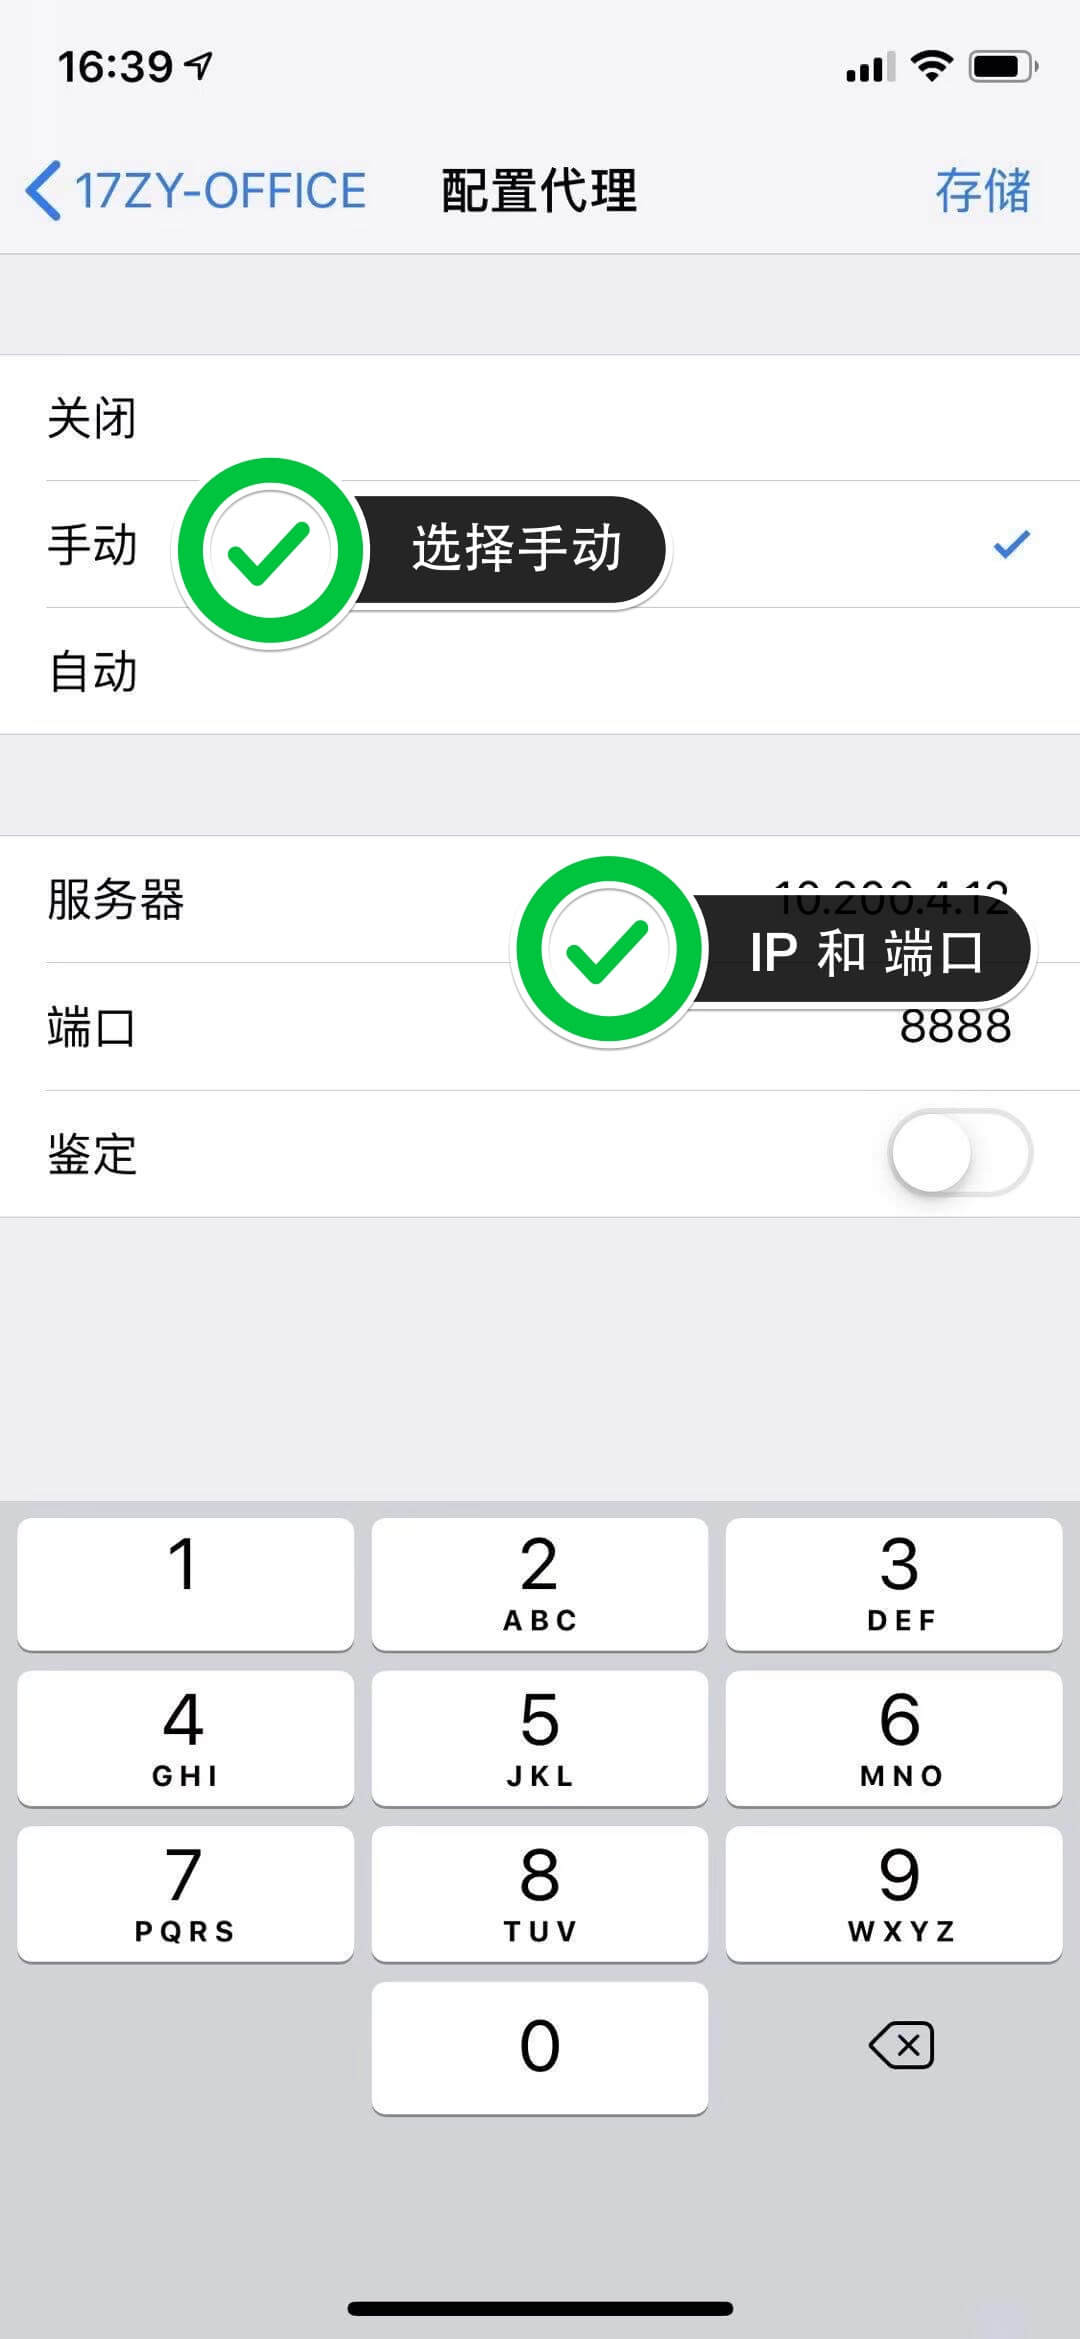 16:39
17ZY-OFFICE 配置代理 存储
关闭
手动 选择手动
自动
服务器 10.200.4.12
IP 和 端口
端口 8888
鉴定
1 2 3
ABC DEF
4 5 6
GHI JKL MNO
7 8 9
PQRS TUV WXYZ
0